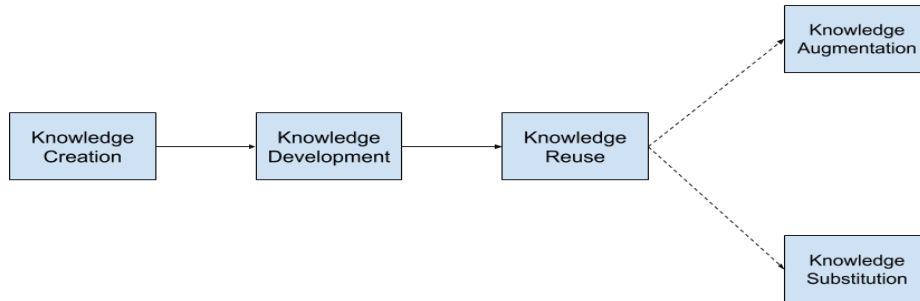 Knowledge
Creation
Knowledge
Development
Knowledge
Reuse
Knowledge
Augmentation
Knowledge
Substitution